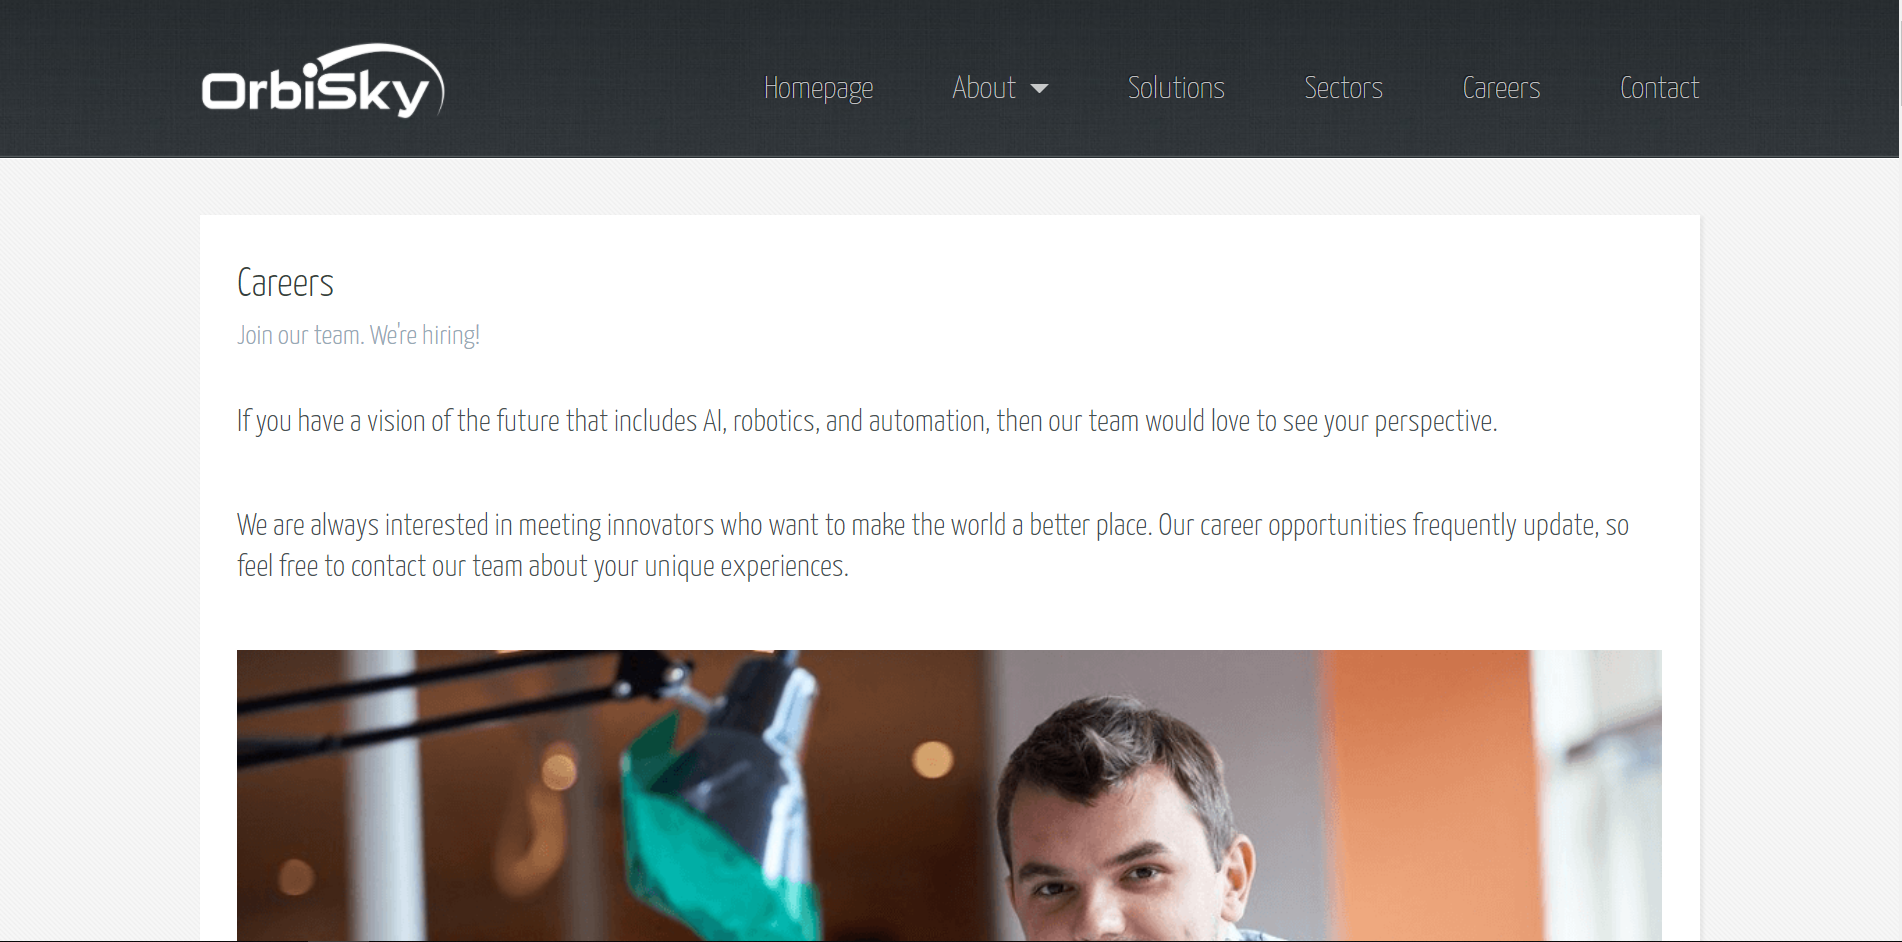 OrbiSky
Homepage
About
Solutions
Sectors
Careers
Contact
Careers
Join our team. We're hiring!
If you have a vision of the future that includes AI, robotics, and automation, then our team would love to see your perspective.
We are always interested in meeting innovators who want to make the world a better place. Our career opportunities frequently update, so
feel free to contact our team about your unique experiences.